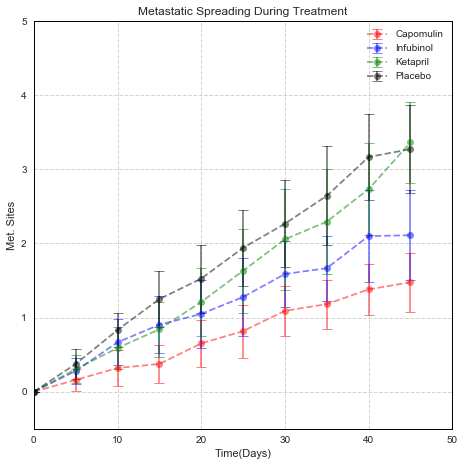 Metastatic Spreading During Treatment
5
4
3
2
1
0
Met. Sites
Capomulin
Infubinol
Ketapril
Placebo
0 10 20 30 40 50
Time(Days)